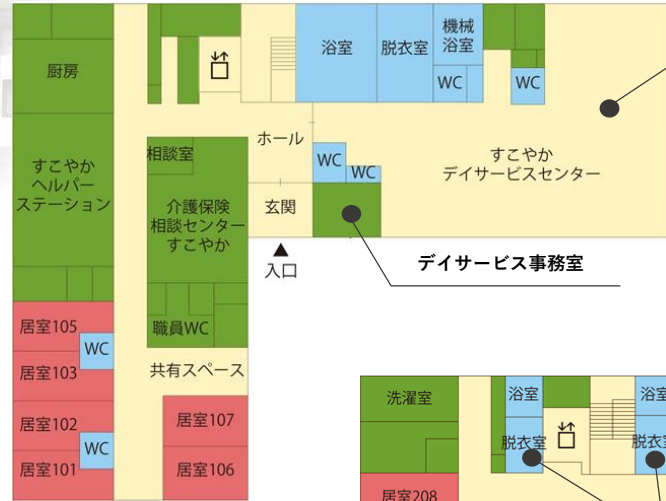 厨房
浴室
脱衣室
機械
浴室
WC
WC
すこやか
ヘルパー
ステーション
相談室
ホール
WC
WC
すこやか
デイサービスセンター
介護保険
相談センター
すこやか
玄関
入口
デイサービス事務室
職員WC
居室105
WC
居室103
共有スペース
居室102
WC
居室101
居室107
居室106
洗濯室
浴室
浴室
脱衣室
脱衣室
居室208